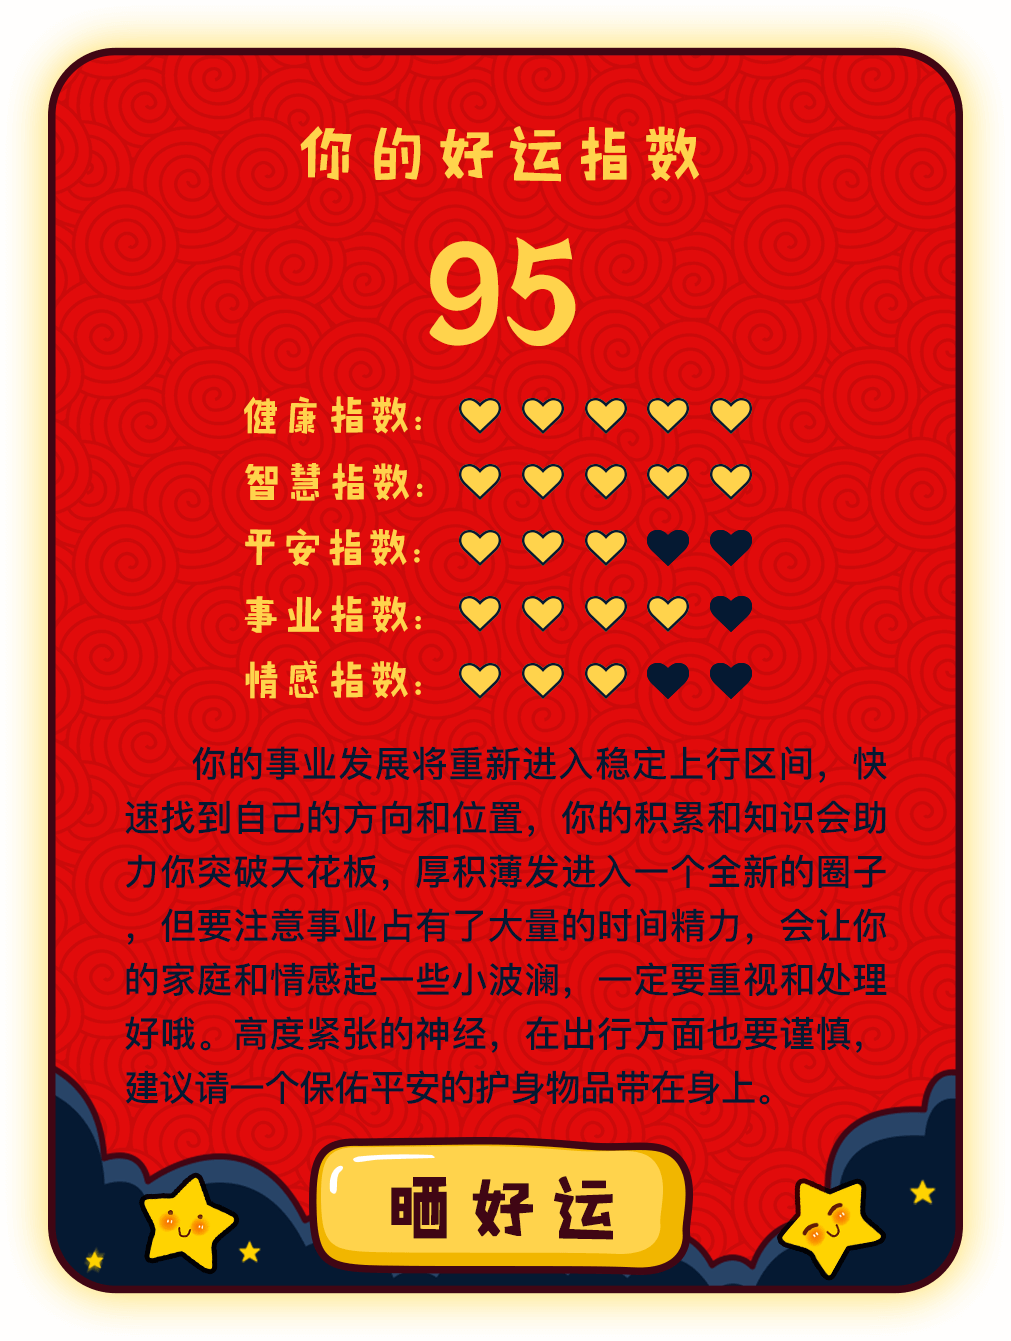 你的好运指数
95
健康指数:
智慧指数:
平安指数:
事业指数:
情感指数:
你的事业发展将重新进入稳定上行区间，快
速找到自己的方向和位置，你的积累和知识会助
力你突破天花板，厚积薄发进入一个全新的圈子
，但要注意事业占有了大量的时间精力，会让你
的家庭和情感起一些小波澜，一定要重视和处理
好哦。高度紧张的神经，在出行方面也要谨慎，
建议请一个保佑平安的护身物品带在身上。
晒好运